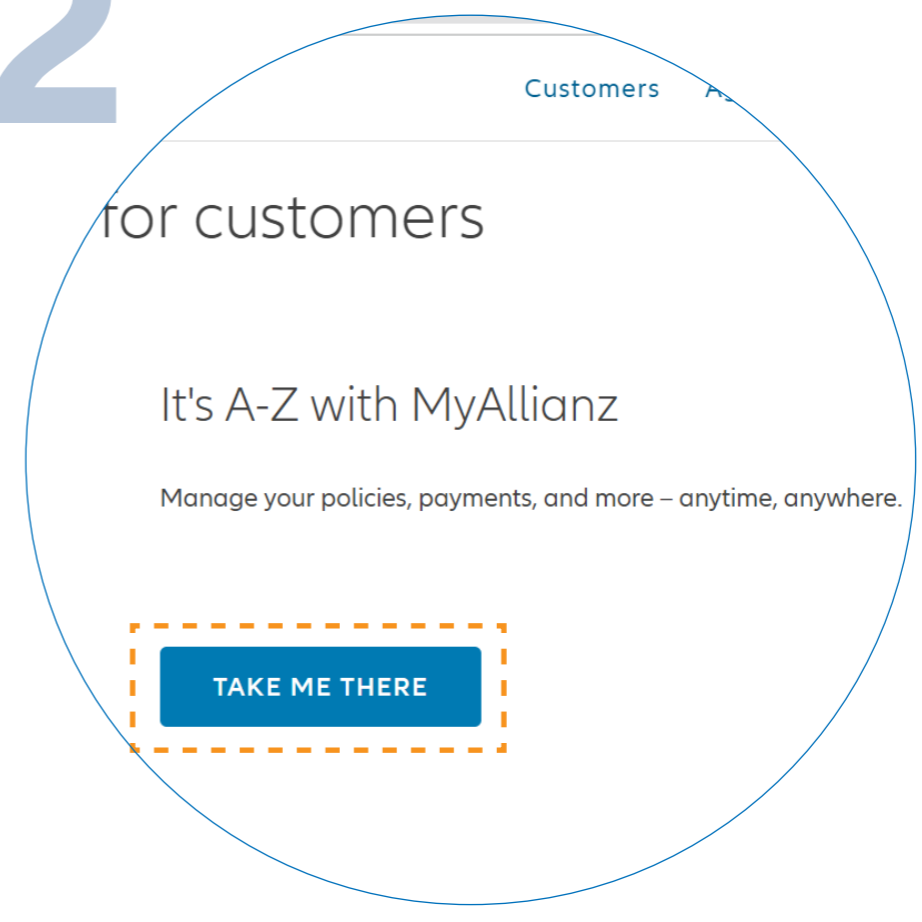 2
Customers
for customers
It's A-Z with MyAllianz
Manage your policies, payments, and more – anytime, anywhere.
TAKE ME THERE